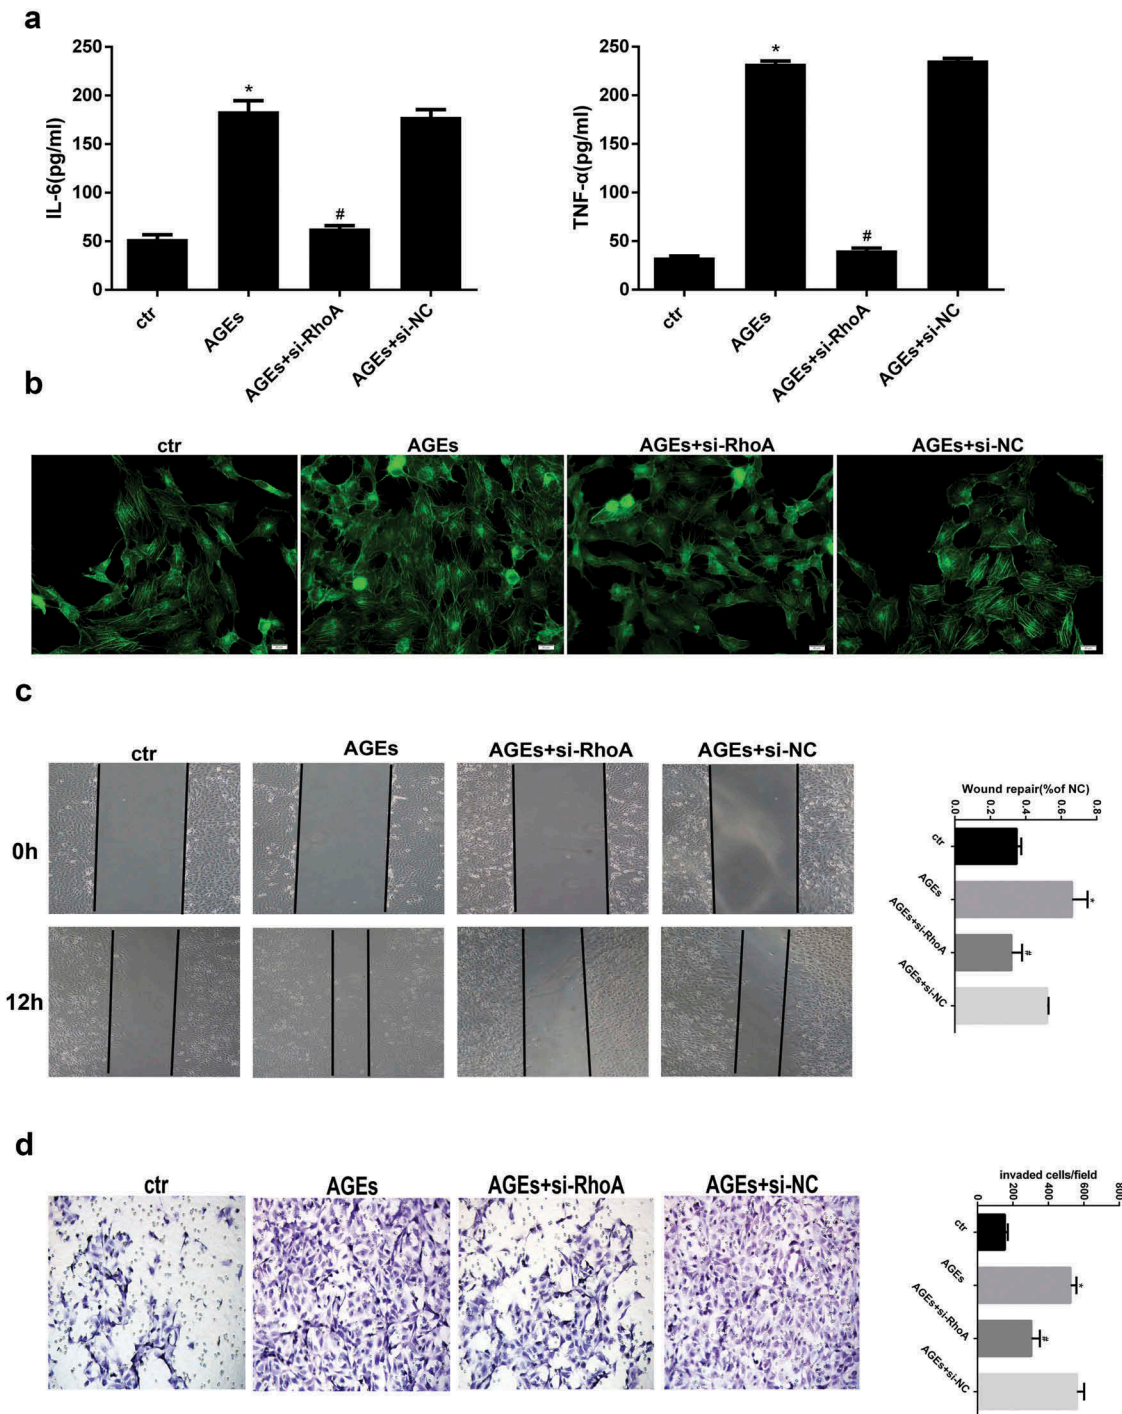 a
250
200
150
100
50
0
IL-6(pg/ml)
*
#
ctr
AGEs
AGEs+si-RhoA
AGEs+si-NC
250
200
150
100
50
0
TNF-α(pg/ml)
*
#
ctr
AGEs
AGEs+si-RhoA
AGEs+si-NC
b
ctr AGEs AGEs+si-RhoA AGEs+si-NC
c
ctr AGEs AGEs+si-RhoA AGEs+si-NC
0h
12h
Wound repair(%of NC)
0.0 0.2 0.4 0.6 0.8
ctr
AGEs
AGEs+si-RhoA
AGEs+si-NC
*
#
d
ctr AGEs AGEs+si-RhoA AGEs+si-NC
invaded cells/field
0 2000 4000 6000 8000
ctr
AGEs
AGEs+si-RhoA
AGEs+si-NC
*
#